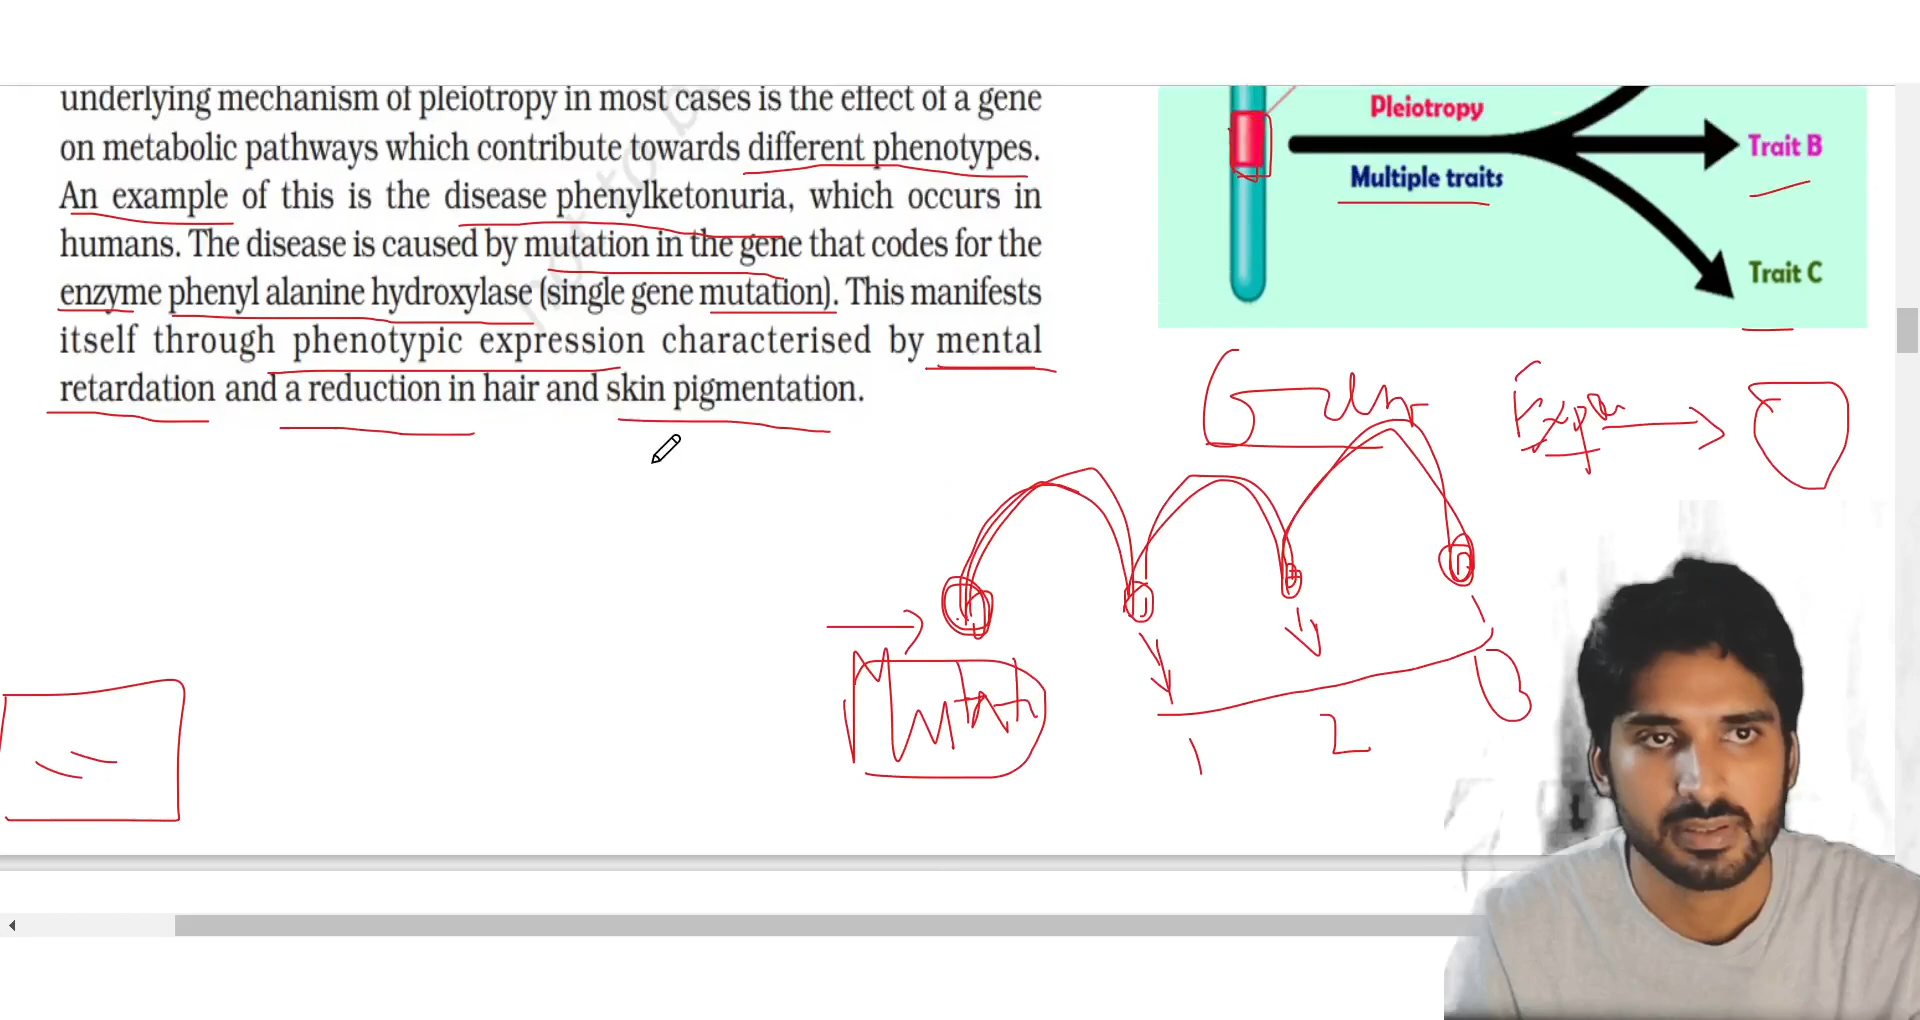 underlying mechanism of pleiotropy in most cases is the effect of a gene
on metabolic pathways which contribute towards different phenotypes.
An example of this is the disease phenylketonuria, which occurs in
humans. The disease is caused by mutation in the gene that codes for the
enzyme phenyl alanine hydroxylase (single gene mutation). This manifests
itself through phenotypic expression characterised by mental
retardation and a reduction in hair and skin pigmentation.
Pleiotropy
Multiple traits
Trait B
Trait C
1
2